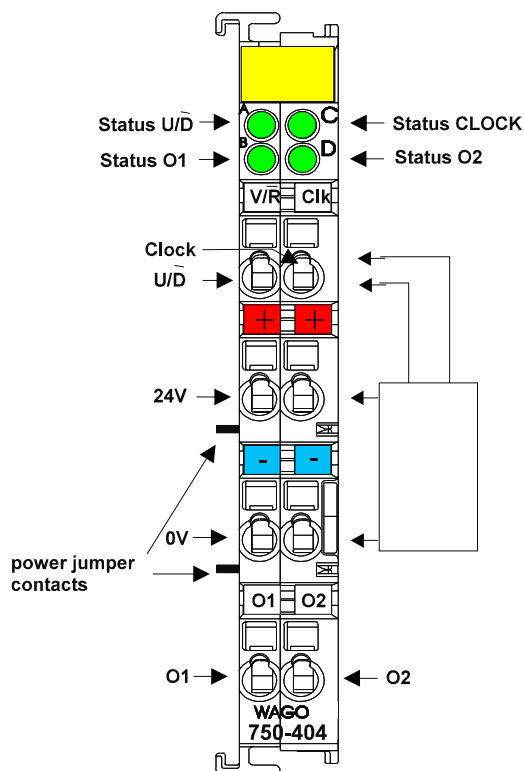 A C
Status U/D̅ Status CLOCK
B D
Status O1 Status O2
V/R̅ Clk
Clock
U/D̅
+ +
24V
- -
0V
power jumper
contacts
O1 O2
O1 O2
WAGO
750-404